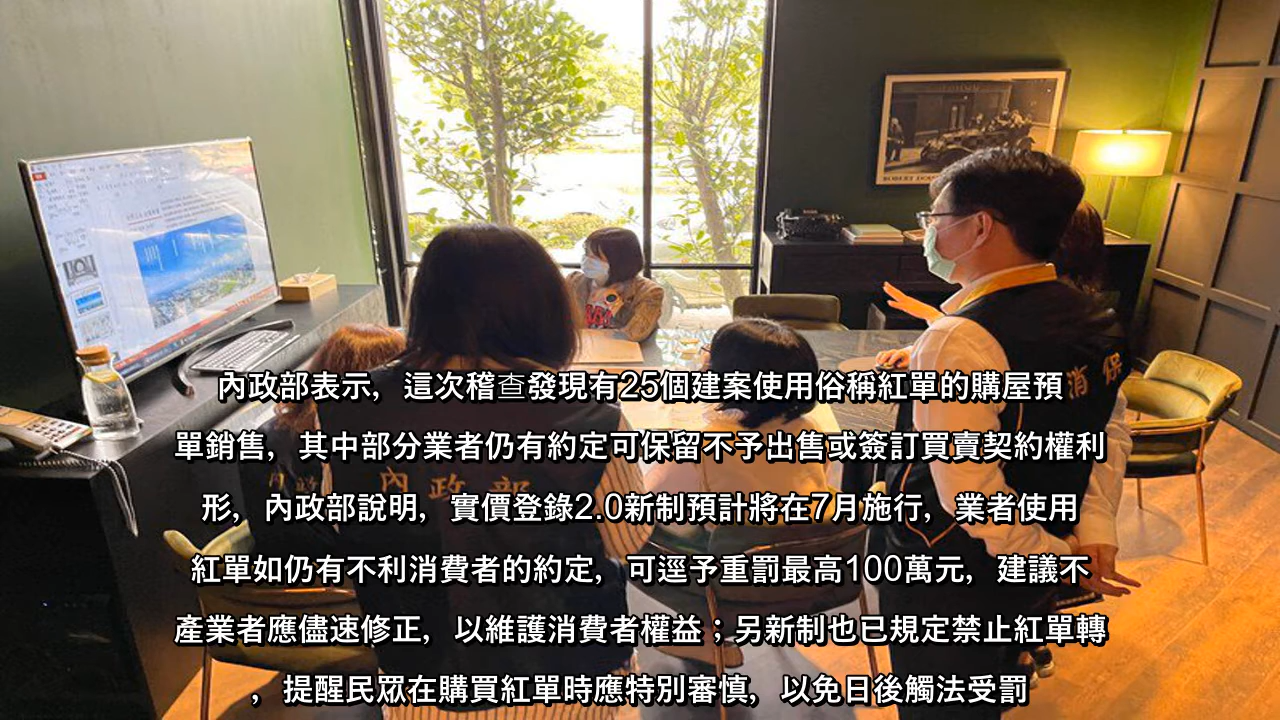 ROBERT DOI
消保
內政部
內政部表示，這次稽查發現有25個建案使用俗稱紅單的購屋預
單銷售，其中部分業者仍有約定可保留不予出售或簽訂買賣契約權利
形，內政部說明，實價登錄2.0新制預計將在7月施行，業者使用
紅單如仍有不利消費者的約定，可逕予重罰最高100萬元，建議不
產業者應儘速修正，以維護消費者權益；另新制也已規定禁止紅單轉
，提醒民眾在購買紅單時應特別審慎，以免日後觸法受罰